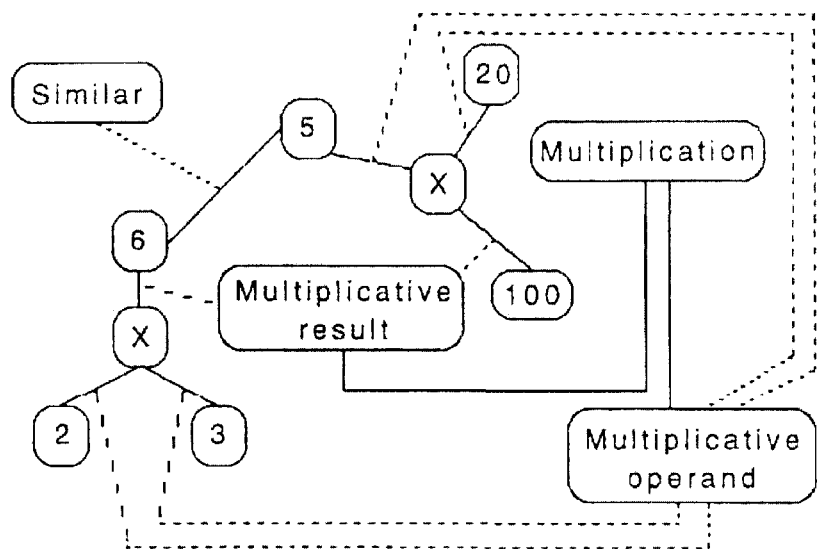 20
Similar
5
Multiplication
X
6
Multiplicative
result
100
X
2
3
Multiplicative
operand